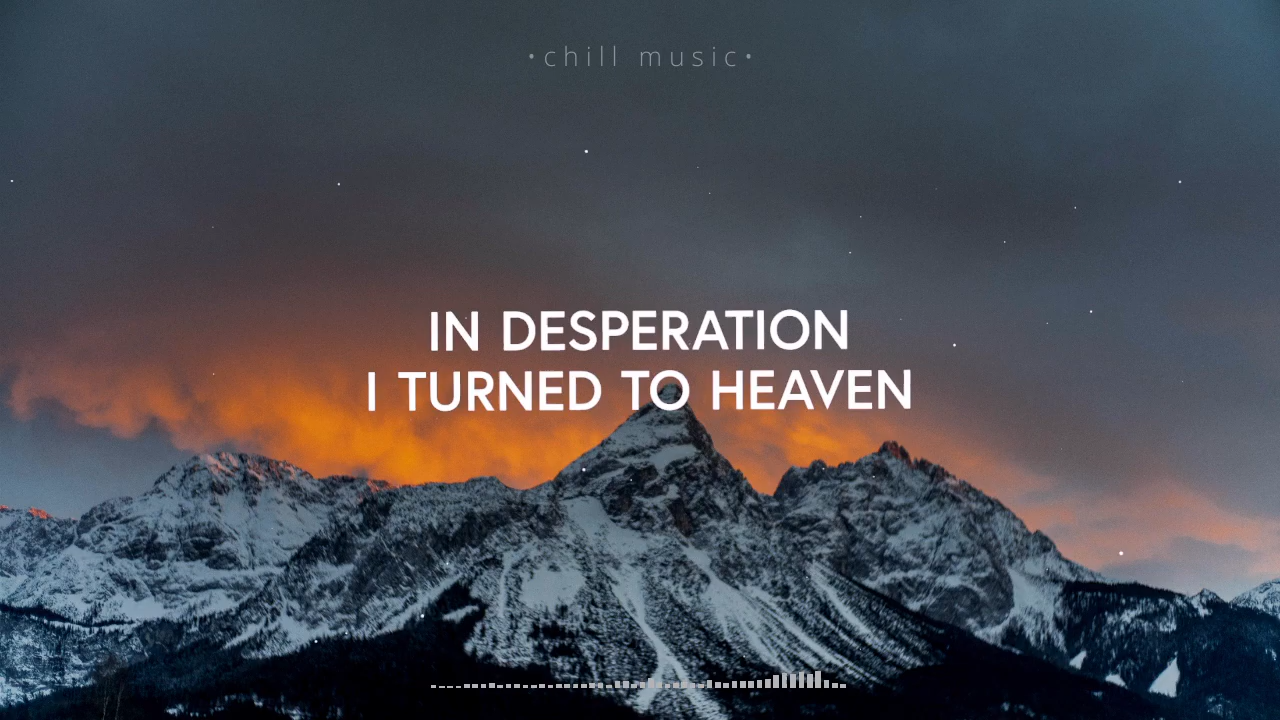 •chill music•
IN DESPERATION
I TURNED TO HEAVEN